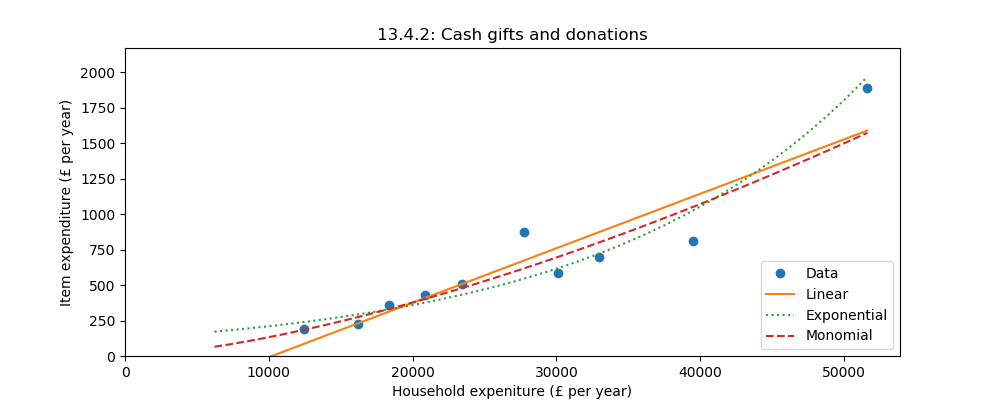 13.4.2: Cash gifts and donations
Item expenditure (£ per year)
2000
1750
1500
1250
1000
750
500
250
0
0 10000 20000 30000 40000 50000
Household expeniture (£ per year)
Data
Linear
Exponential
Monomial